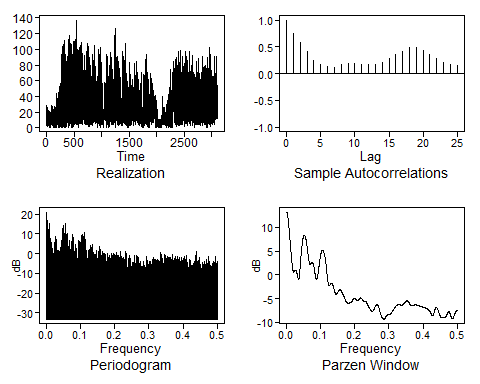 140
120
100
80
60
40
20
0
0 500 1500 2500
Time
Realization
1.0
0.5
0.0
-0.5
-1.0
0 5 10 15 20 25
Lag
Sample Autocorrelations
20
10
0
-10
-20
-30
dB
0.0 0.1 0.2 0.3 0.4 0.5
Frequency
Periodogram
10
5
0
-5
-10
dB
0.0 0.1 0.2 0.3 0.4 0.5
Frequency
Parzen Window